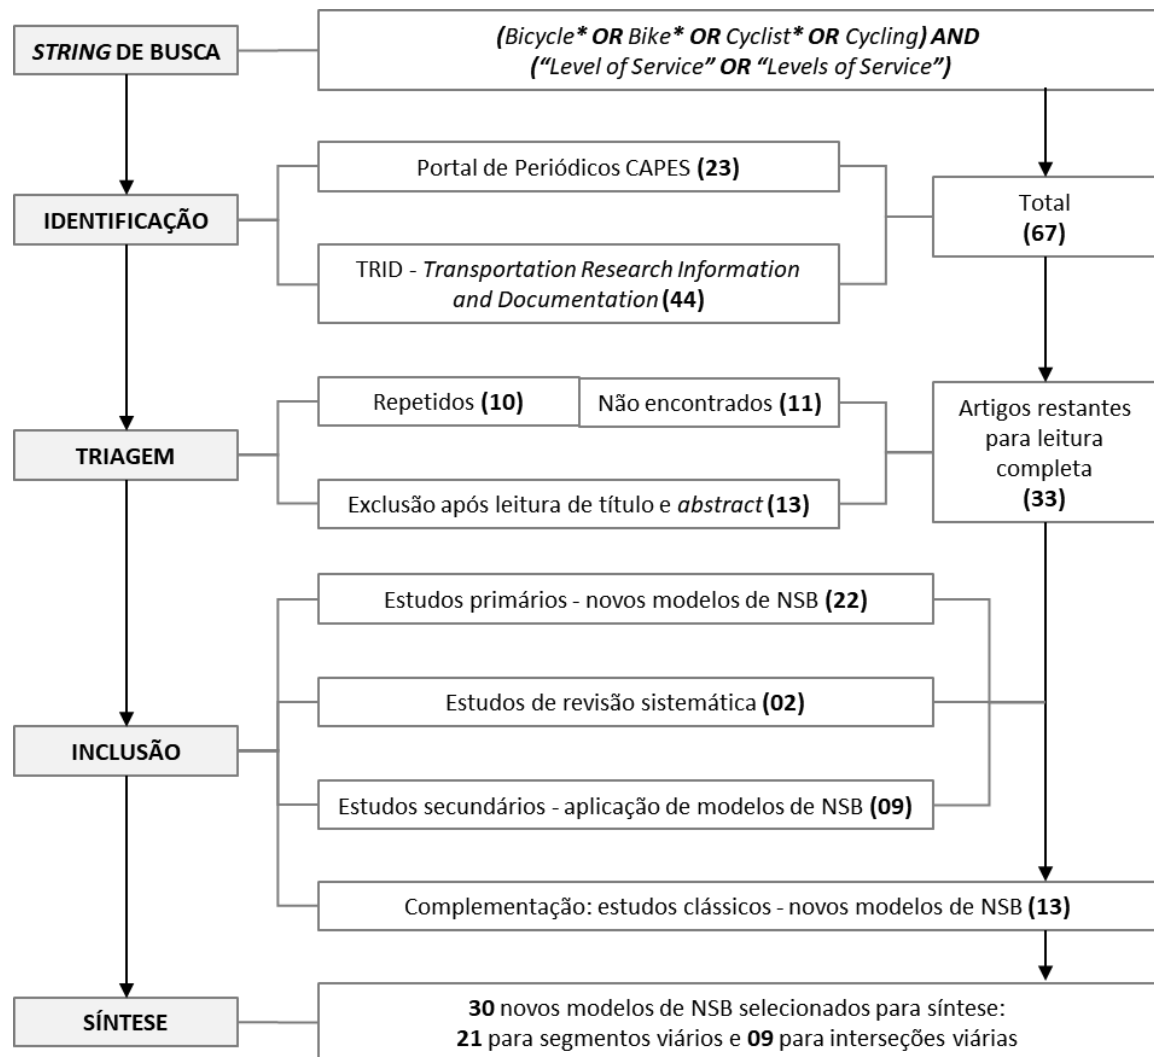 STRING DE BUSCA
(Bicycle* OR Bike* OR Cyclist* OR Cycling) AND
("Level of Service" OR "Levels of Service")
IDENTIFICAÇÃO
Portal de Periódicos CAPES (23)
TRID - Transportation Research Information
and Documentation (44)
Total
(67)
TRIAGEM
Repetidos (10)
Não encontrados (11)
Exclusão após leitura de título e abstract (13)
Artigos restantes
para leitura
completa
(33)
INCLUSÃO
Estudos primários - novos modelos de NSB (22)
Estudos de revisão sistemática (02)
Estudos secundários - aplicação de modelos de NSB (09)
Complementação: estudos clássicos - novos modelos de NSB (13)
SÍNTESE
30 novos modelos de NSB selecionados para síntese:
21 para segmentos viários e 09 para interseções viárias